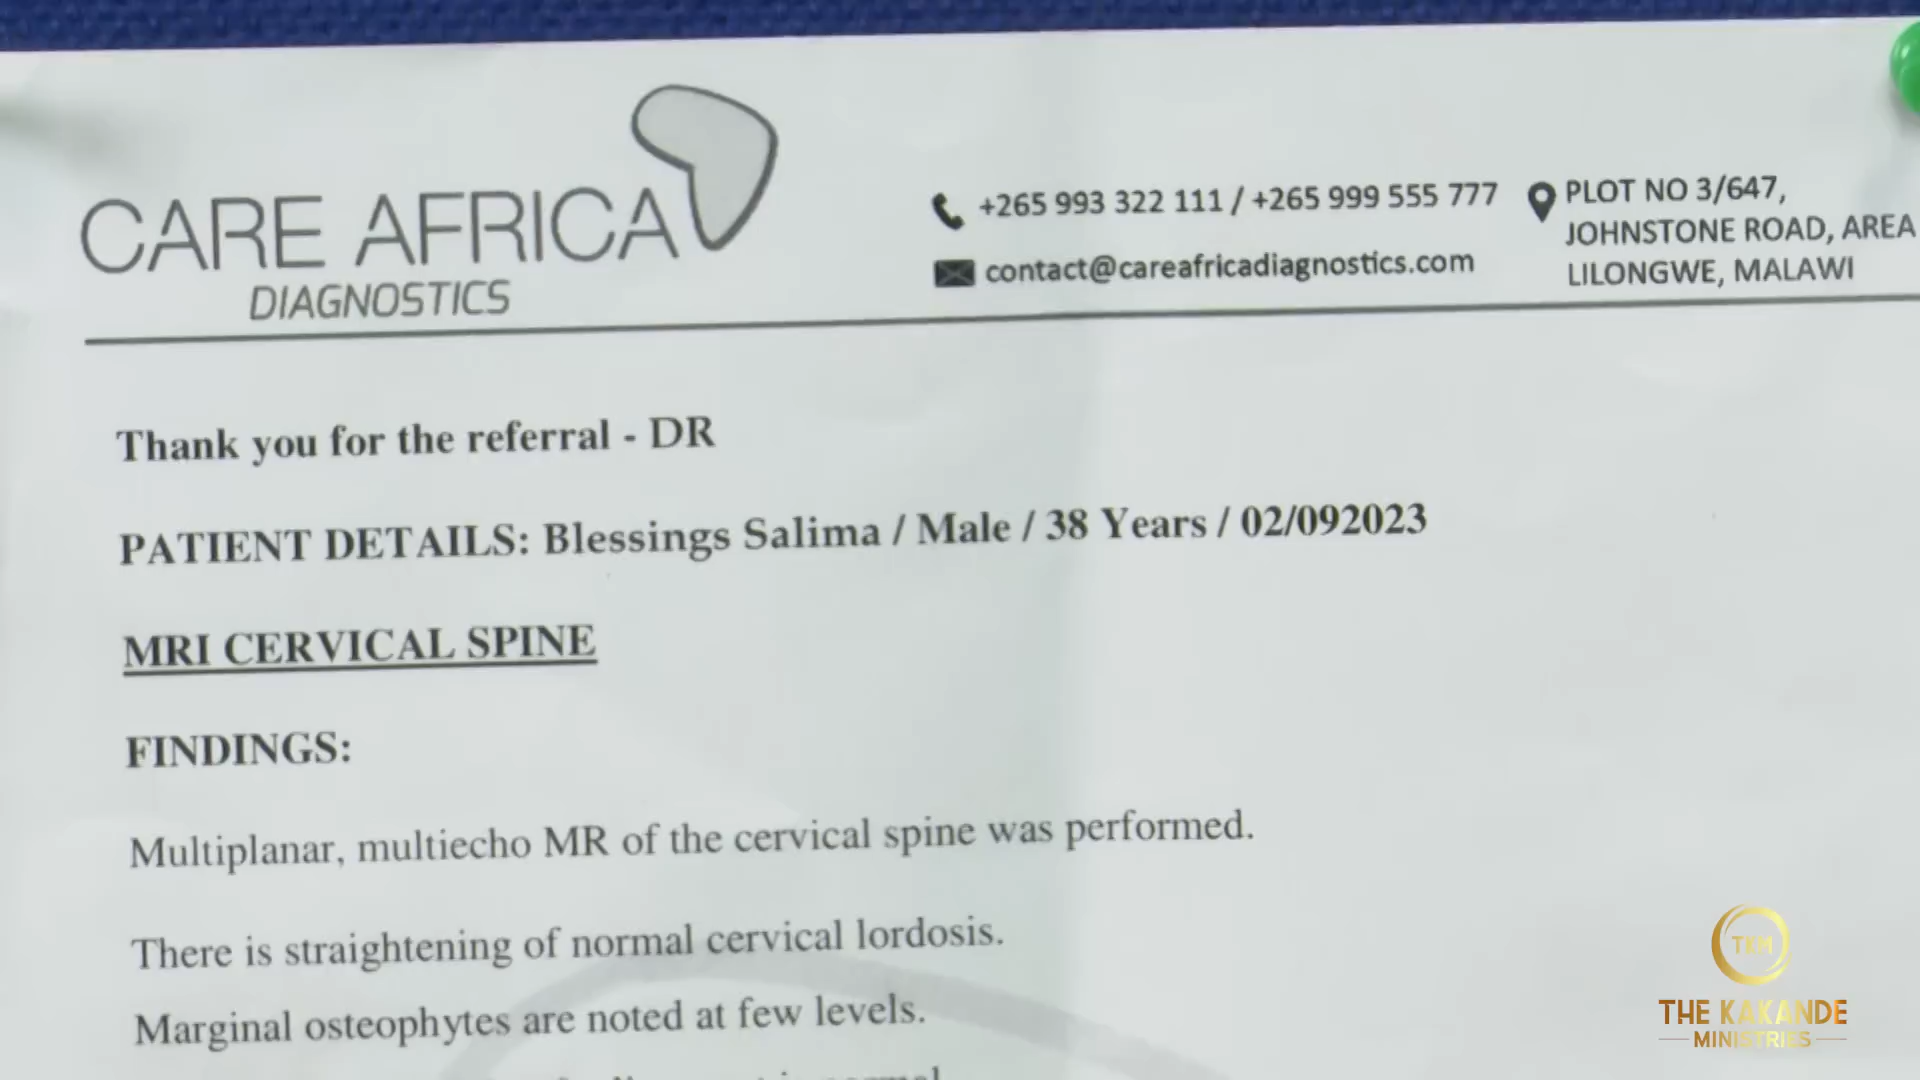 CARE AFRICA
DIAGNOSTICS
+265 993 322 111 / +265 999 555 777
contact@careafricadiagnostics.com
PLOT NO 3/647,
JOHNSTONE ROAD, AREA
LILONGWE, MALAWI
Thank you for the referral - DR
PATIENT DETAILS: Blessings Salima / Male / 38 Years / 02/092023
MRI CERVICAL SPINE
FINDINGS:
Multiplanar, multiecho MR of the cervical spine was performed.
There is straightening of normal cervical lordosis.
Marginal osteophytes are noted at few levels.
TKM
THE KAKANDE
MINISTRIES